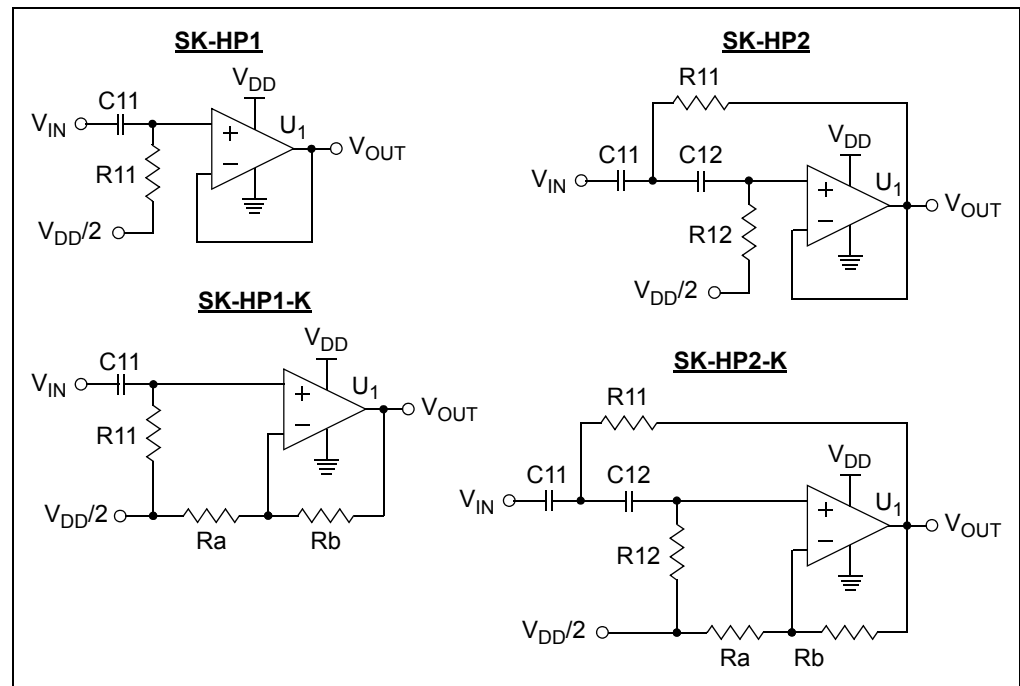 SK-HP1
VDD
C11
VIN
U1
VOUT
R11
VDD/2
SK-HP2
R11
VDD
C11
C12
VIN
U1
VOUT
R12
VDD/2
SK-HP1-K
VDD
C11
VIN
U1
VOUT
R11
VDD/2
Ra
Rb
SK-HP2-K
R11
VDD
C11
C12
VIN
U1
VOUT
R12
VDD/2
Ra
Rb